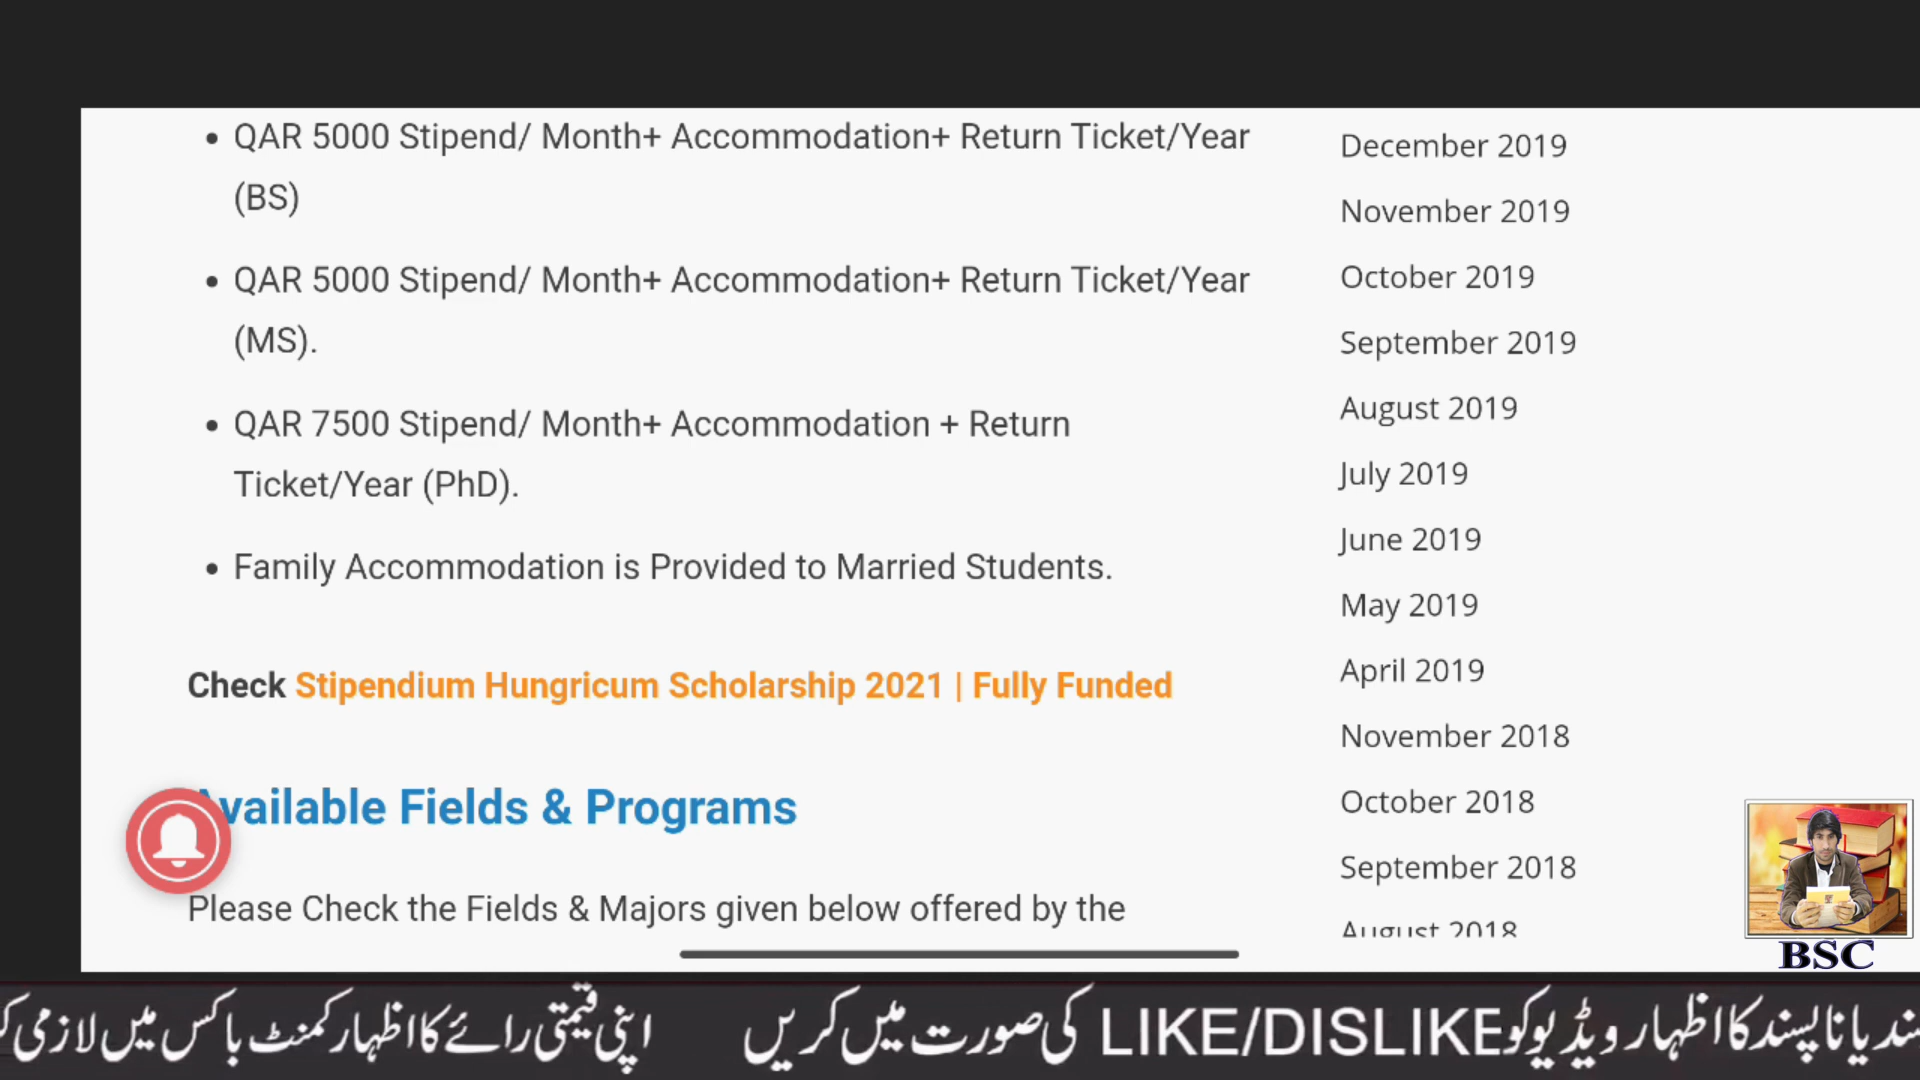 • QAR 5000 Stipend/ Month+ Accommodation+ Return Ticket/Year
(BS)
• QAR 5000 Stipend/ Month+ Accommodation+ Return Ticket/Year
(MS).
• QAR 7500 Stipend/ Month+ Accommodation + Return
Ticket/Year (PhD).
• Family Accommodation is Provided to Married Students.
Check Stipendium Hungricum Scholarship 2021 | Fully Funded
Available Fields & Programs
Please Check the Fields & Majors given below offered by the
December 2019
November 2019
October 2019
September 2019
August 2019
July 2019
June 2019
May 2019
April 2019
November 2018
October 2018
September 2018
August 2018
BSC
یا ناپسند کا اظہار ویڈیو کو LIKE/DISLIKE کی صورت میں کریں اپنی قیمتی رائے کا اظہار کمنٹ باکس میں لازمی